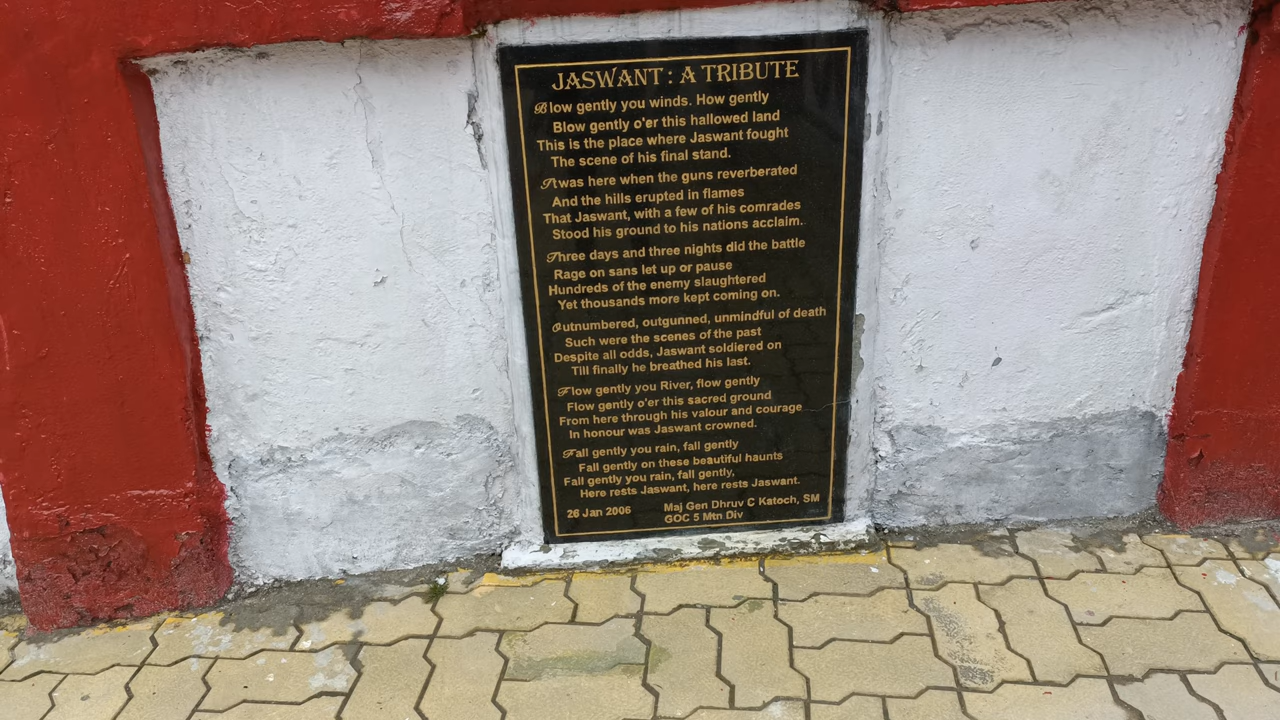 JASWANT : A TRIBUTE
Blow gently you winds. How gently
Blow gently o'er this hallowed land
This is the place where Jaswant fought
The scene of his final stand.
It was here when the guns reverberated
And the hills erupted in flames
That Jaswant, with a few of his comrades
Stood his ground to his nations acclaim.
Three days and three nights did the battle
Rage on sans let up or pause
Hundreds of the enemy slaughtered
Yet thousands more kept coming on.
Outnumbered, outgunned, unmindful of death
Such were the scenes of the past
Despite all odds, Jaswant soldiered on
Till finally he breathed his last.
Flow gently you River, flow gently
Flow gently o'er this sacred ground
From here through his valour and courage
In honour was Jaswant crowned.
Fall gently you rain, fall gently
Fall gently on these beautiful haunts
Fall gently you rain, fall gently,
Here rests Jaswant, here rests Jaswant.
26 Jan 2006 Maj Gen Dhruv C Katoch, SM
GOC 5 Mtn Div